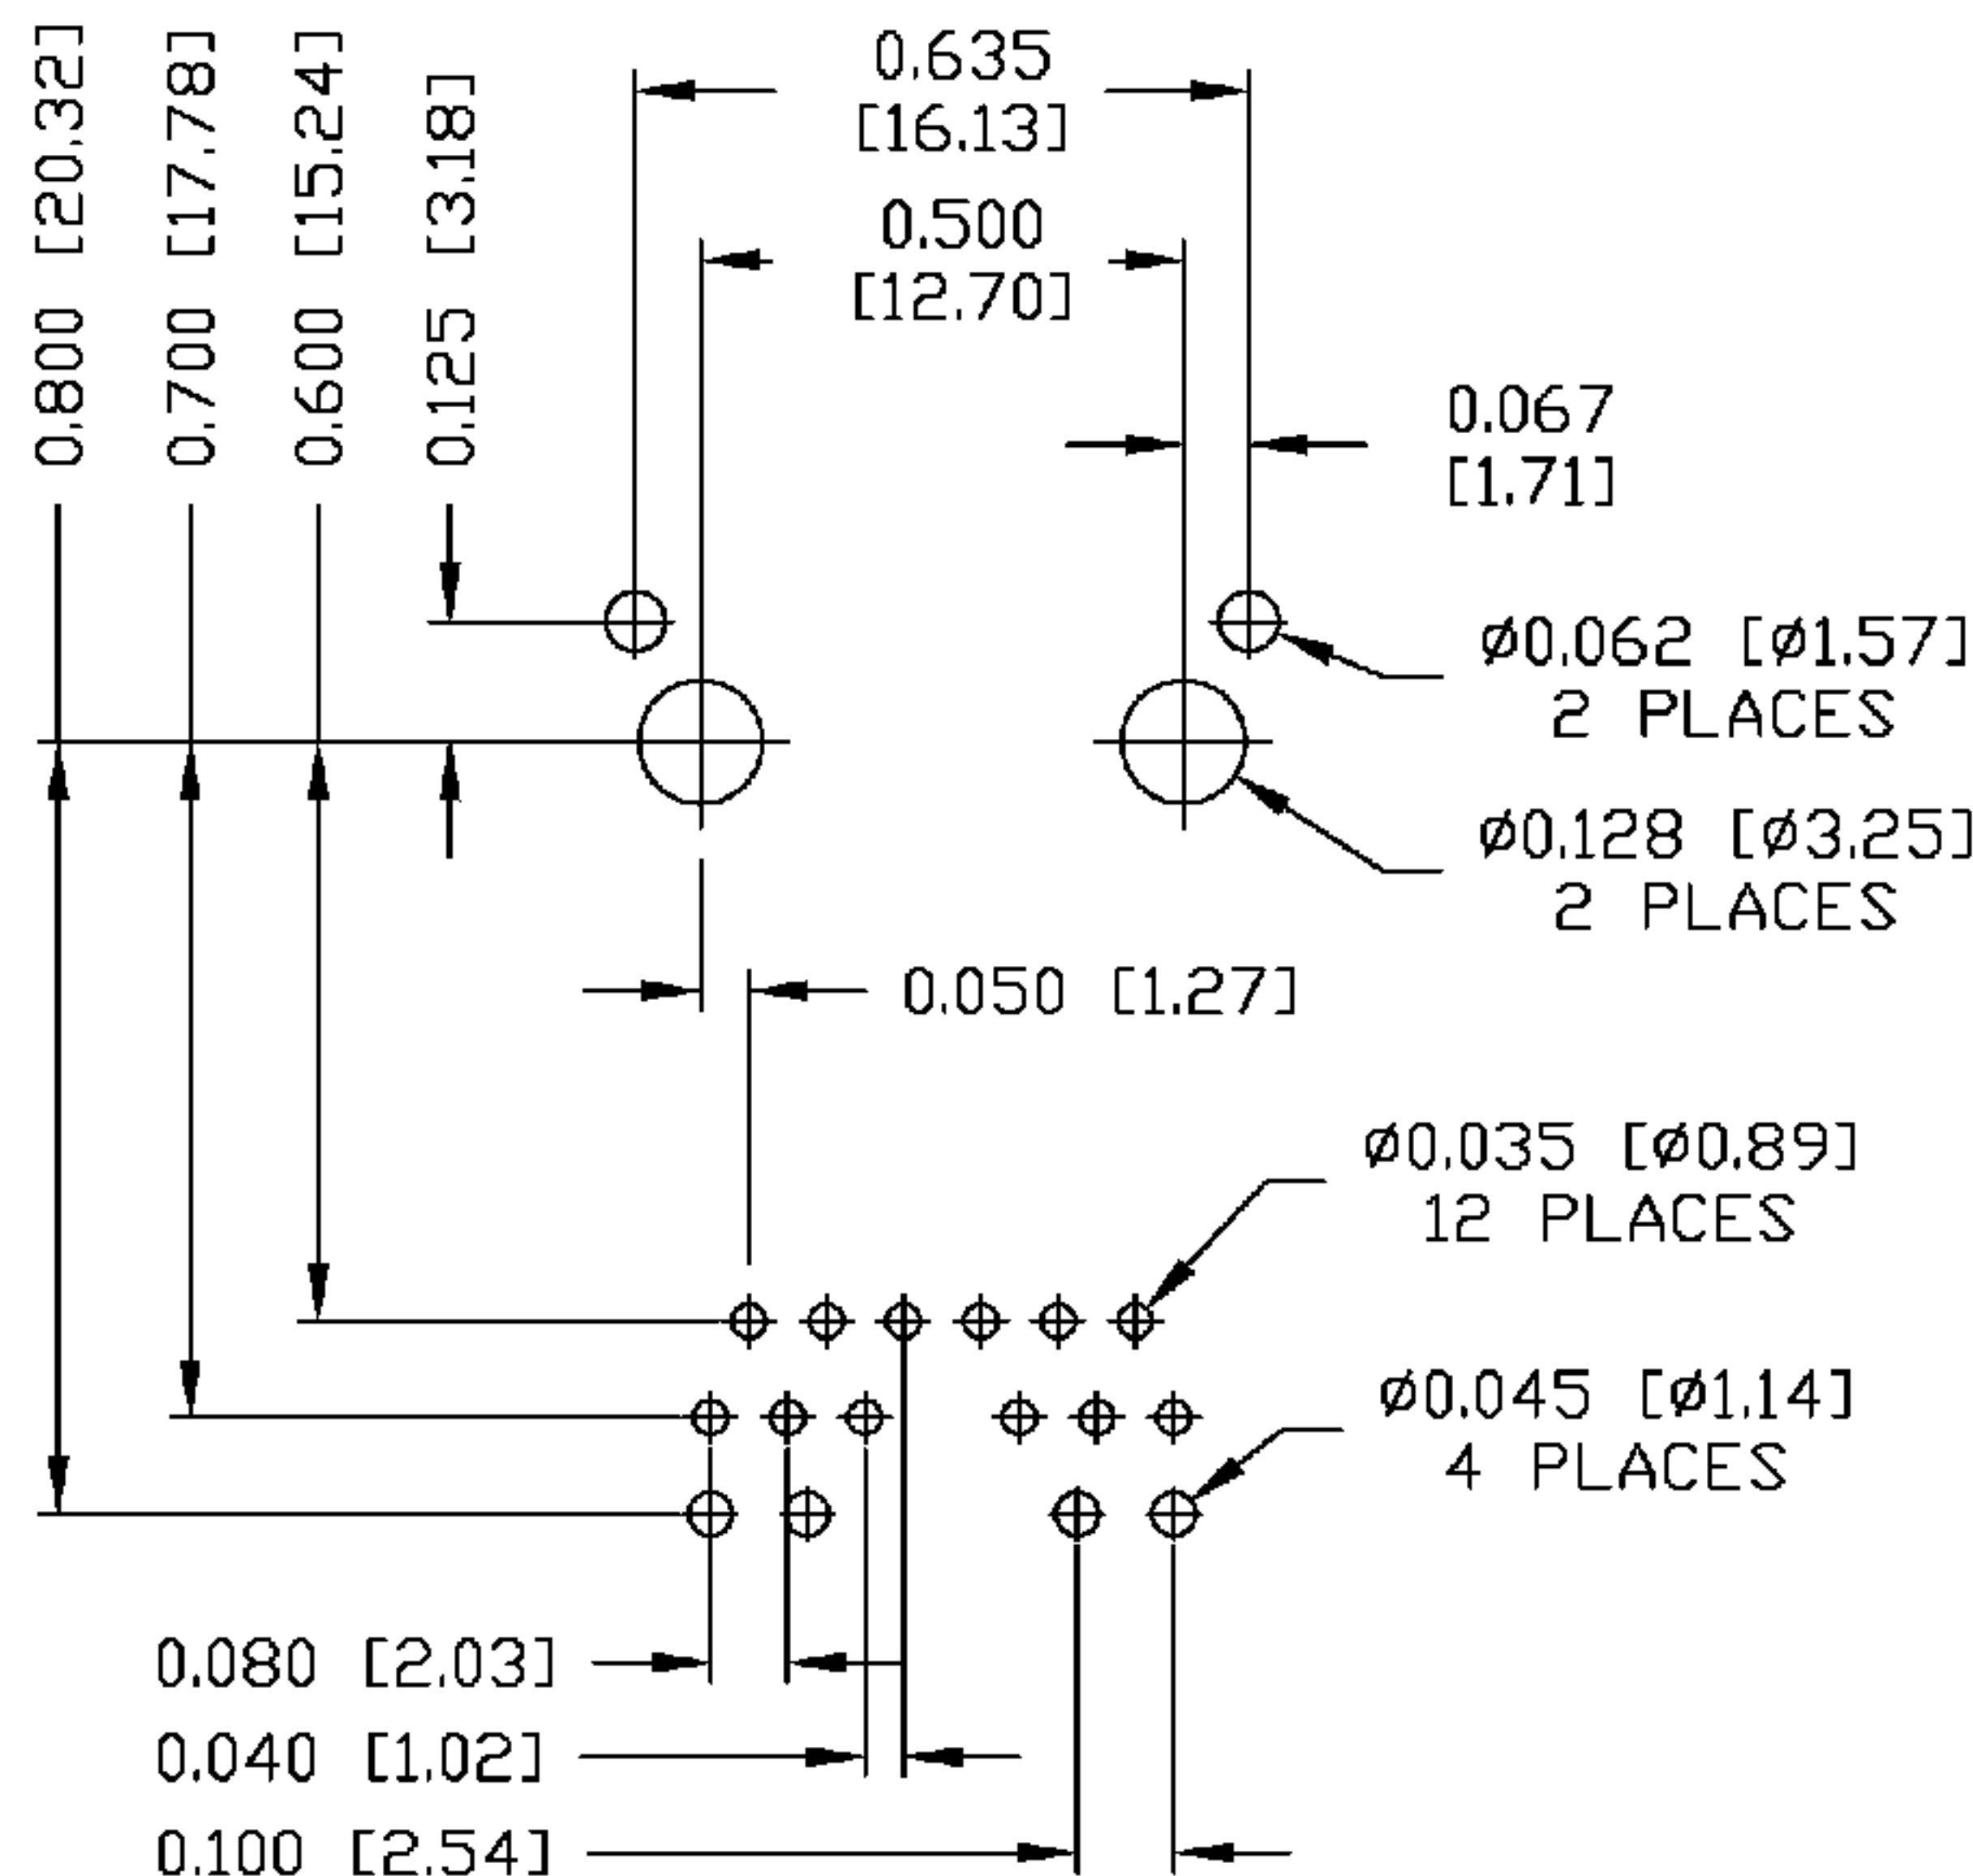 0.800 [20.32]
0.700 [17.78]
0.600 [15.24]
0.125 [3.18]
0.635
[16.13]
0.500
[12.70]
0.067
[1.71]
ø0.062 [ø1.57]
2 PLACES
ø0.128 [ø3.25]
2 PLACES
0.050 [1.27]
ø0.035 [ø0.89]
12 PLACES
ø0.045 [ø1.14]
4 PLACES
0.080 [2.03]
0.040 [1.02]
0.100 [2.54]